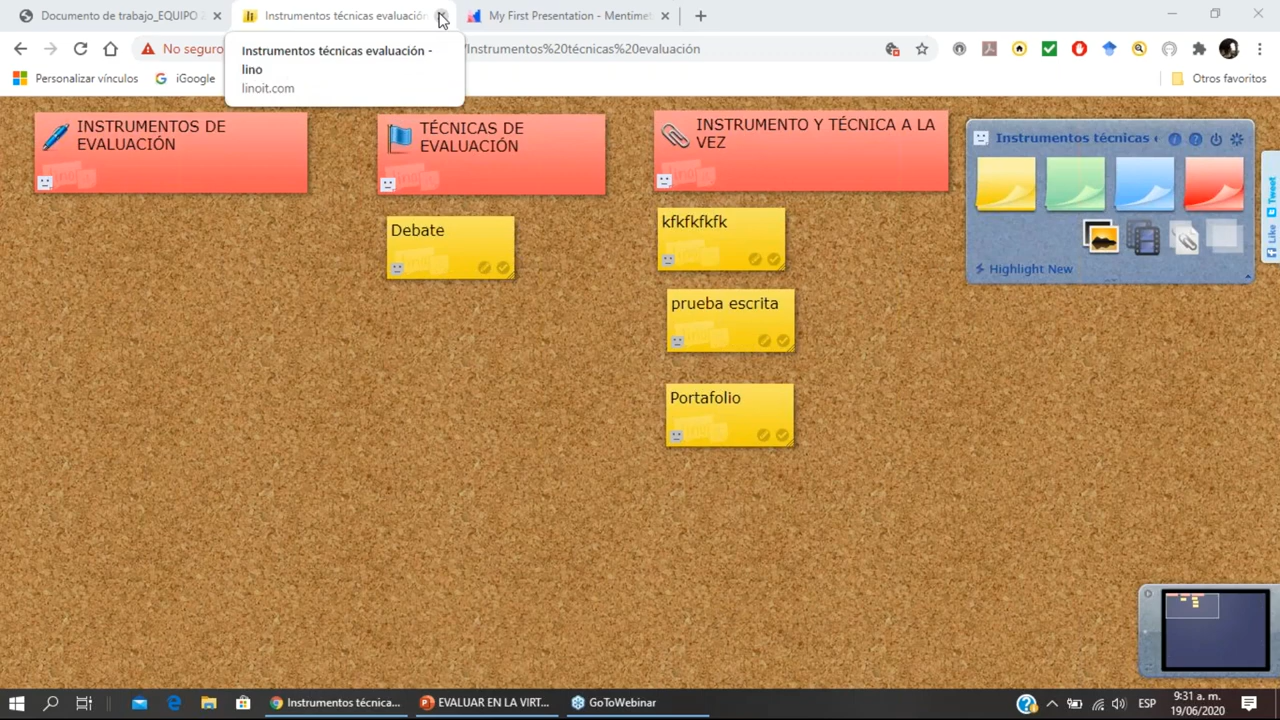 Documento de trabajo_EQUIPO 2
Instrumentos técnicas evaluación
My First Presentation - Mentimet
No seguro
/Instrumentos%20técnicas%20evaluación
Instrumentos técnicas evaluación -
lino
linoit.com
Personalizar vínculos
iGoogle
Otros favoritos
INSTRUMENTOS DE
EVALUACIÓN
TÉCNICAS DE
EVALUACIÓN
INSTRUMENTO Y TÉCNICA A LA
VEZ
Debate
kfkfkfkfk
prueba escrita
Portafolio
Instrumentos técnicas
Highlight New
Tweet
Like
Instrumentos técnica...
EVALUAR EN LA VIRT...
GoToWebinar
ESP
9:31 a. m.
19/06/2020